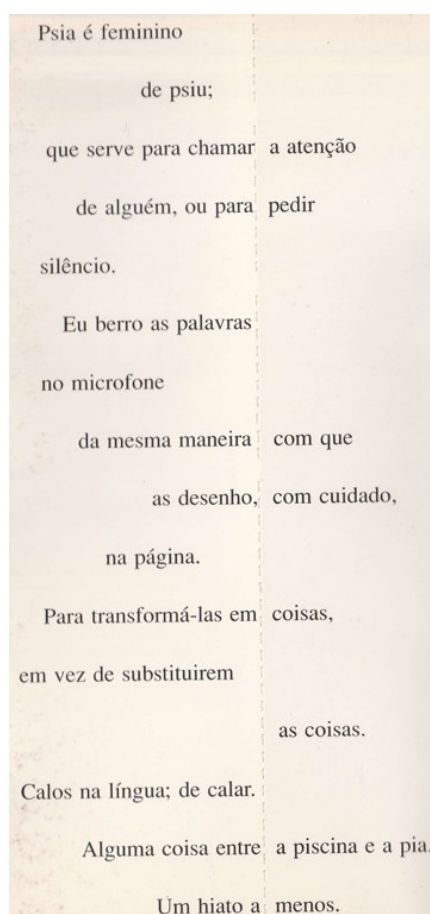 Psia é feminino
de psiu;
que serve para chamar a atenção
de alguém, ou para pedir
silêncio.
Eu berro as palavras
no microfone
da mesma maneira com que
as desenho, com cuidado,
na página.
Para transformá-las em coisas,
em vez de substituirem
as coisas.
Calos na língua; de calar.
Alguma coisa entre a piscina e a pia.
Um hiato a menos.